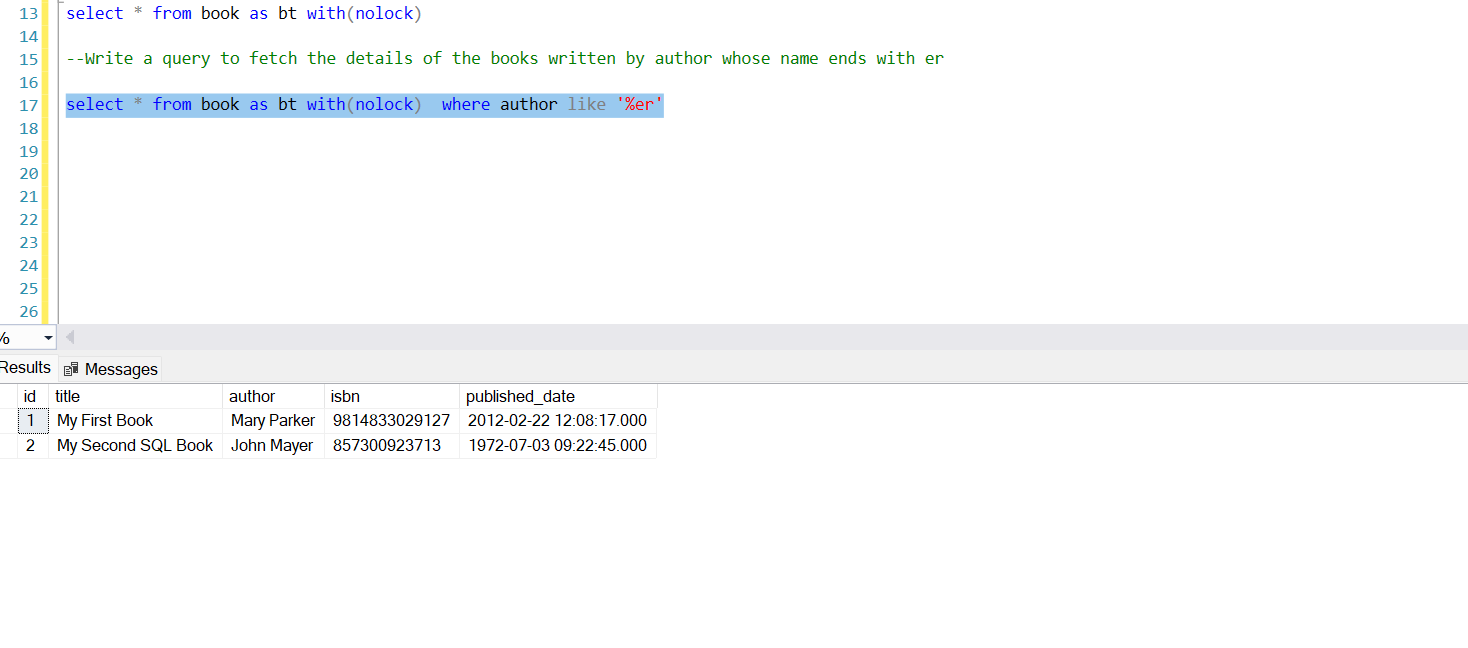 13 select * from book as bt with(nolock)
14
15 --Write a query to fetch the details of the books written by author whose name ends with er
16
17 select * from book as bt with(nolock)  where author like '%er'
18
19
20
21
22
23
24
25
26
%
Results Messages
id title author isbn published_date
1 My First Book Mary Parker 9814833029127 2012-02-22 12:08:17.000
2 My Second SQL Book John Mayer 857300923713 1972-07-03 09:22:45.000